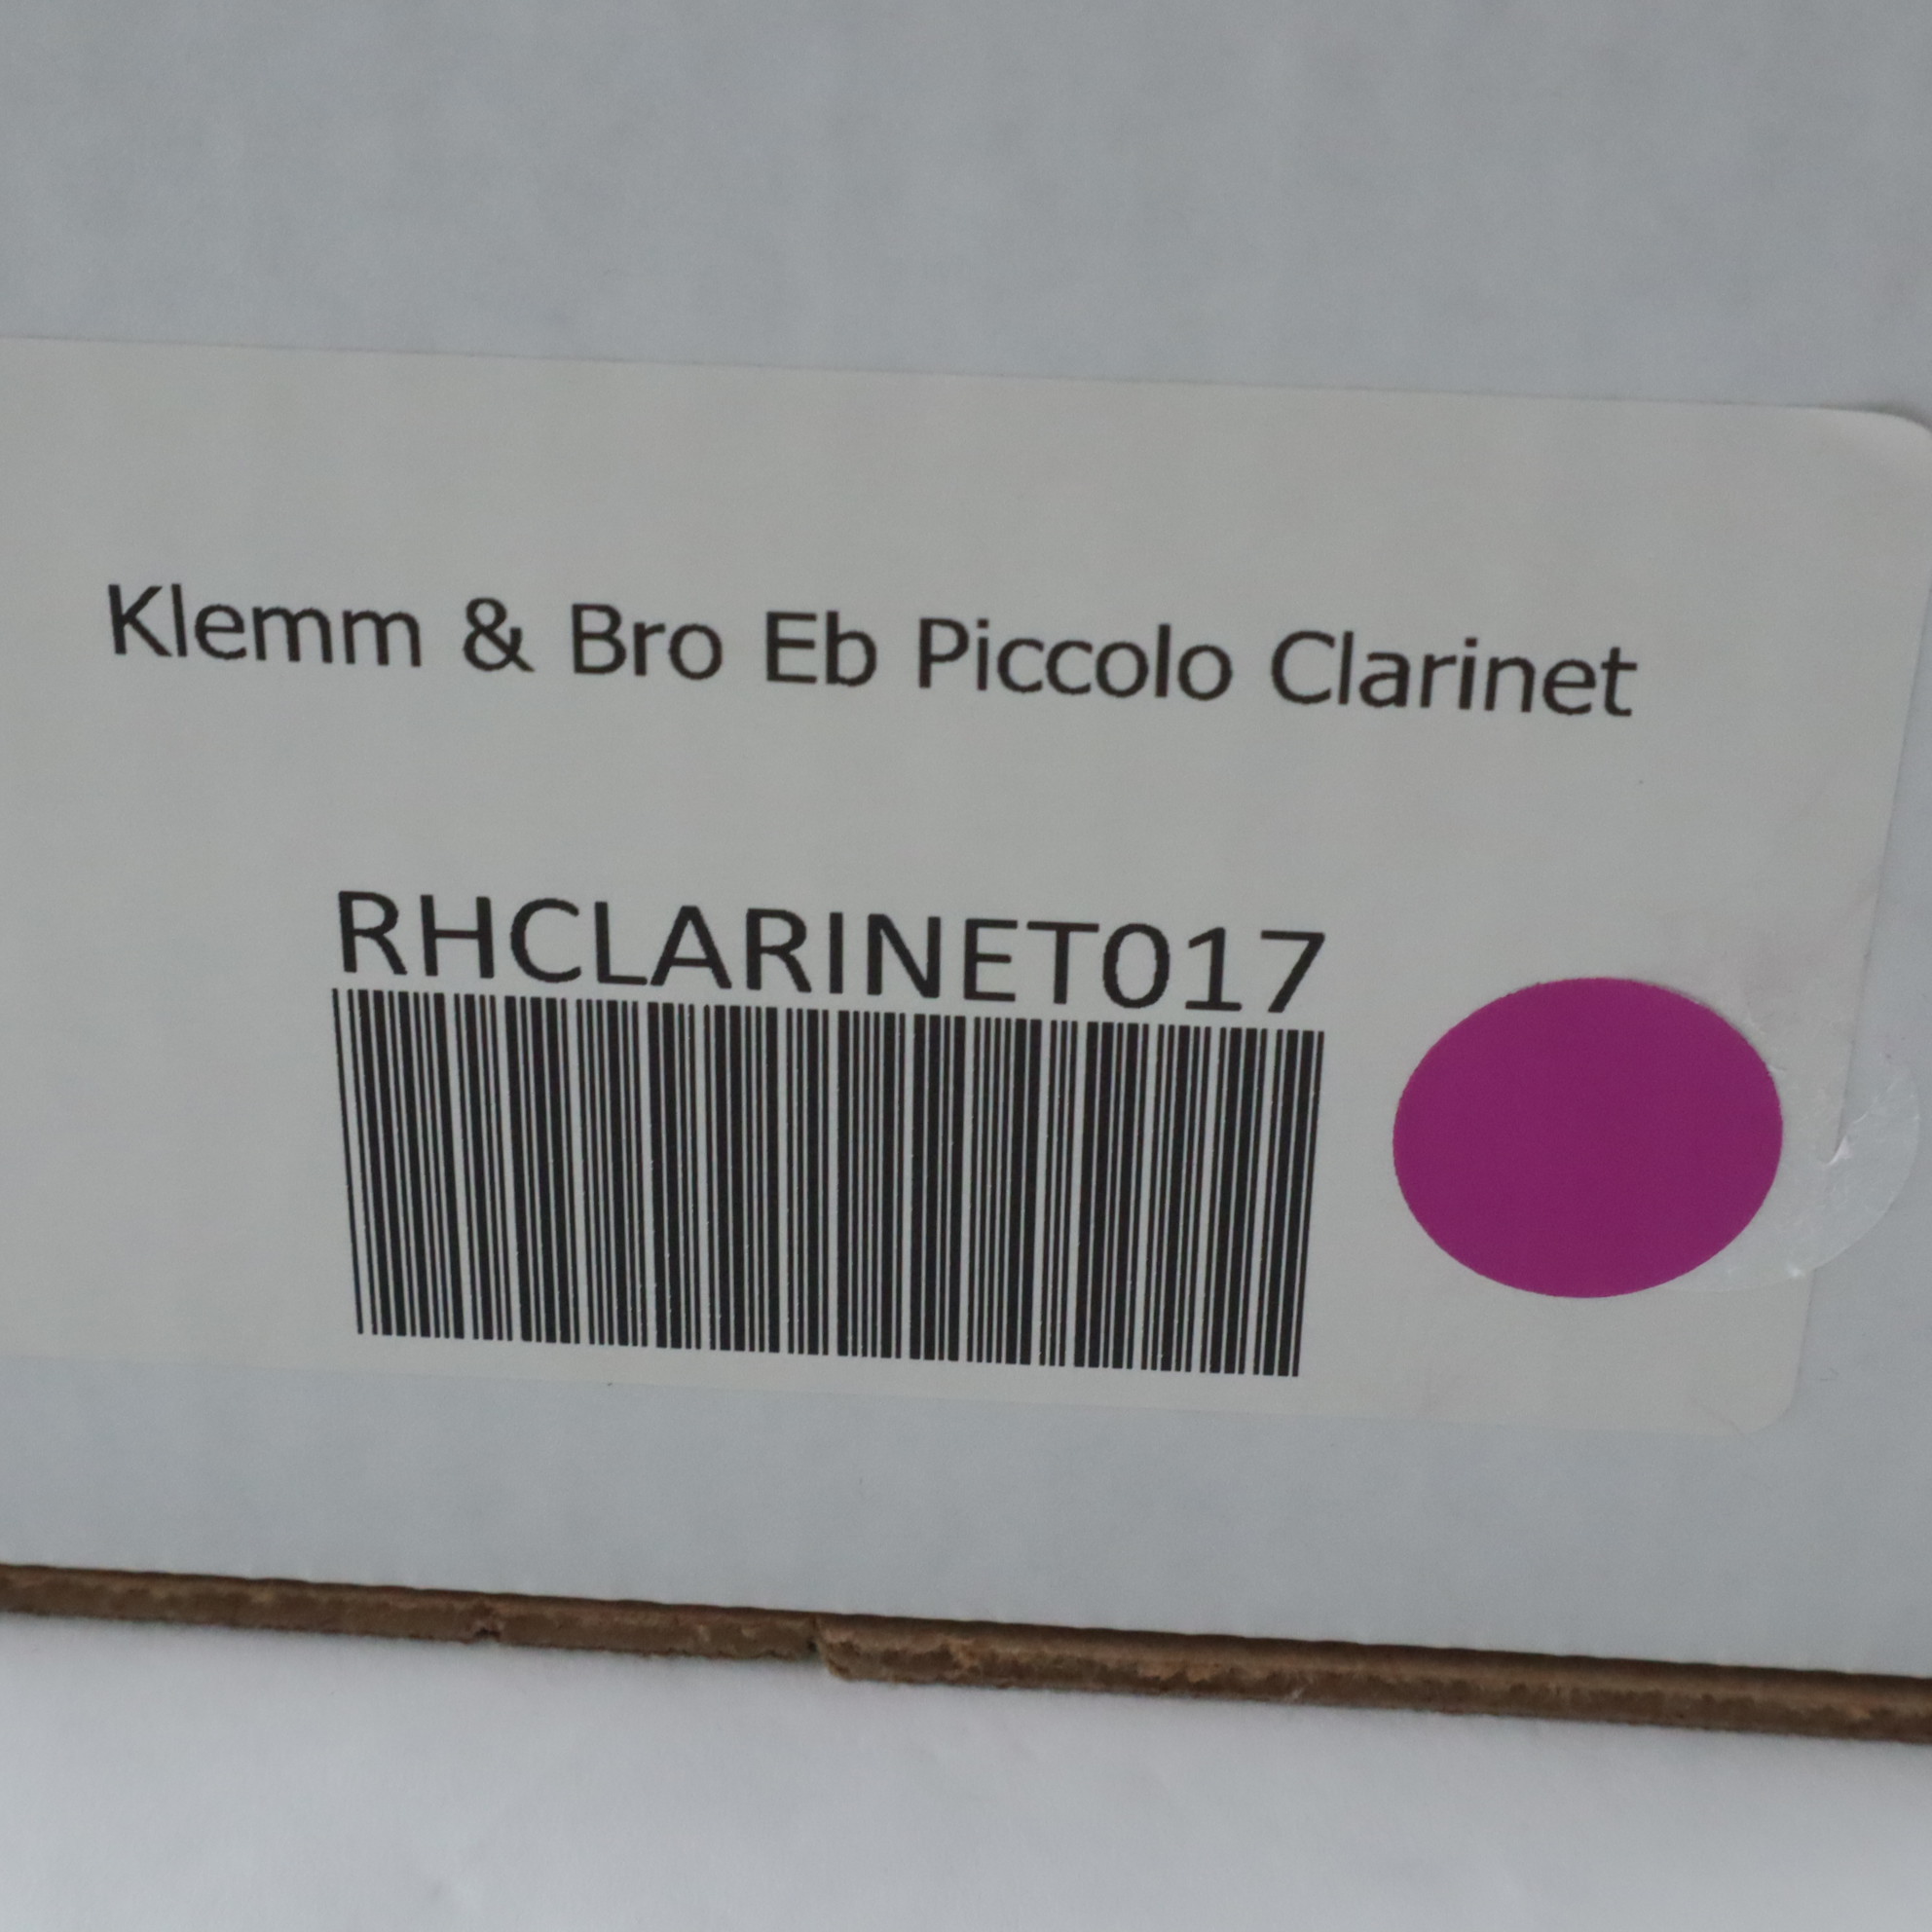 Klemm & Bro Eb Piccolo Clarinet
RHCLARINET017